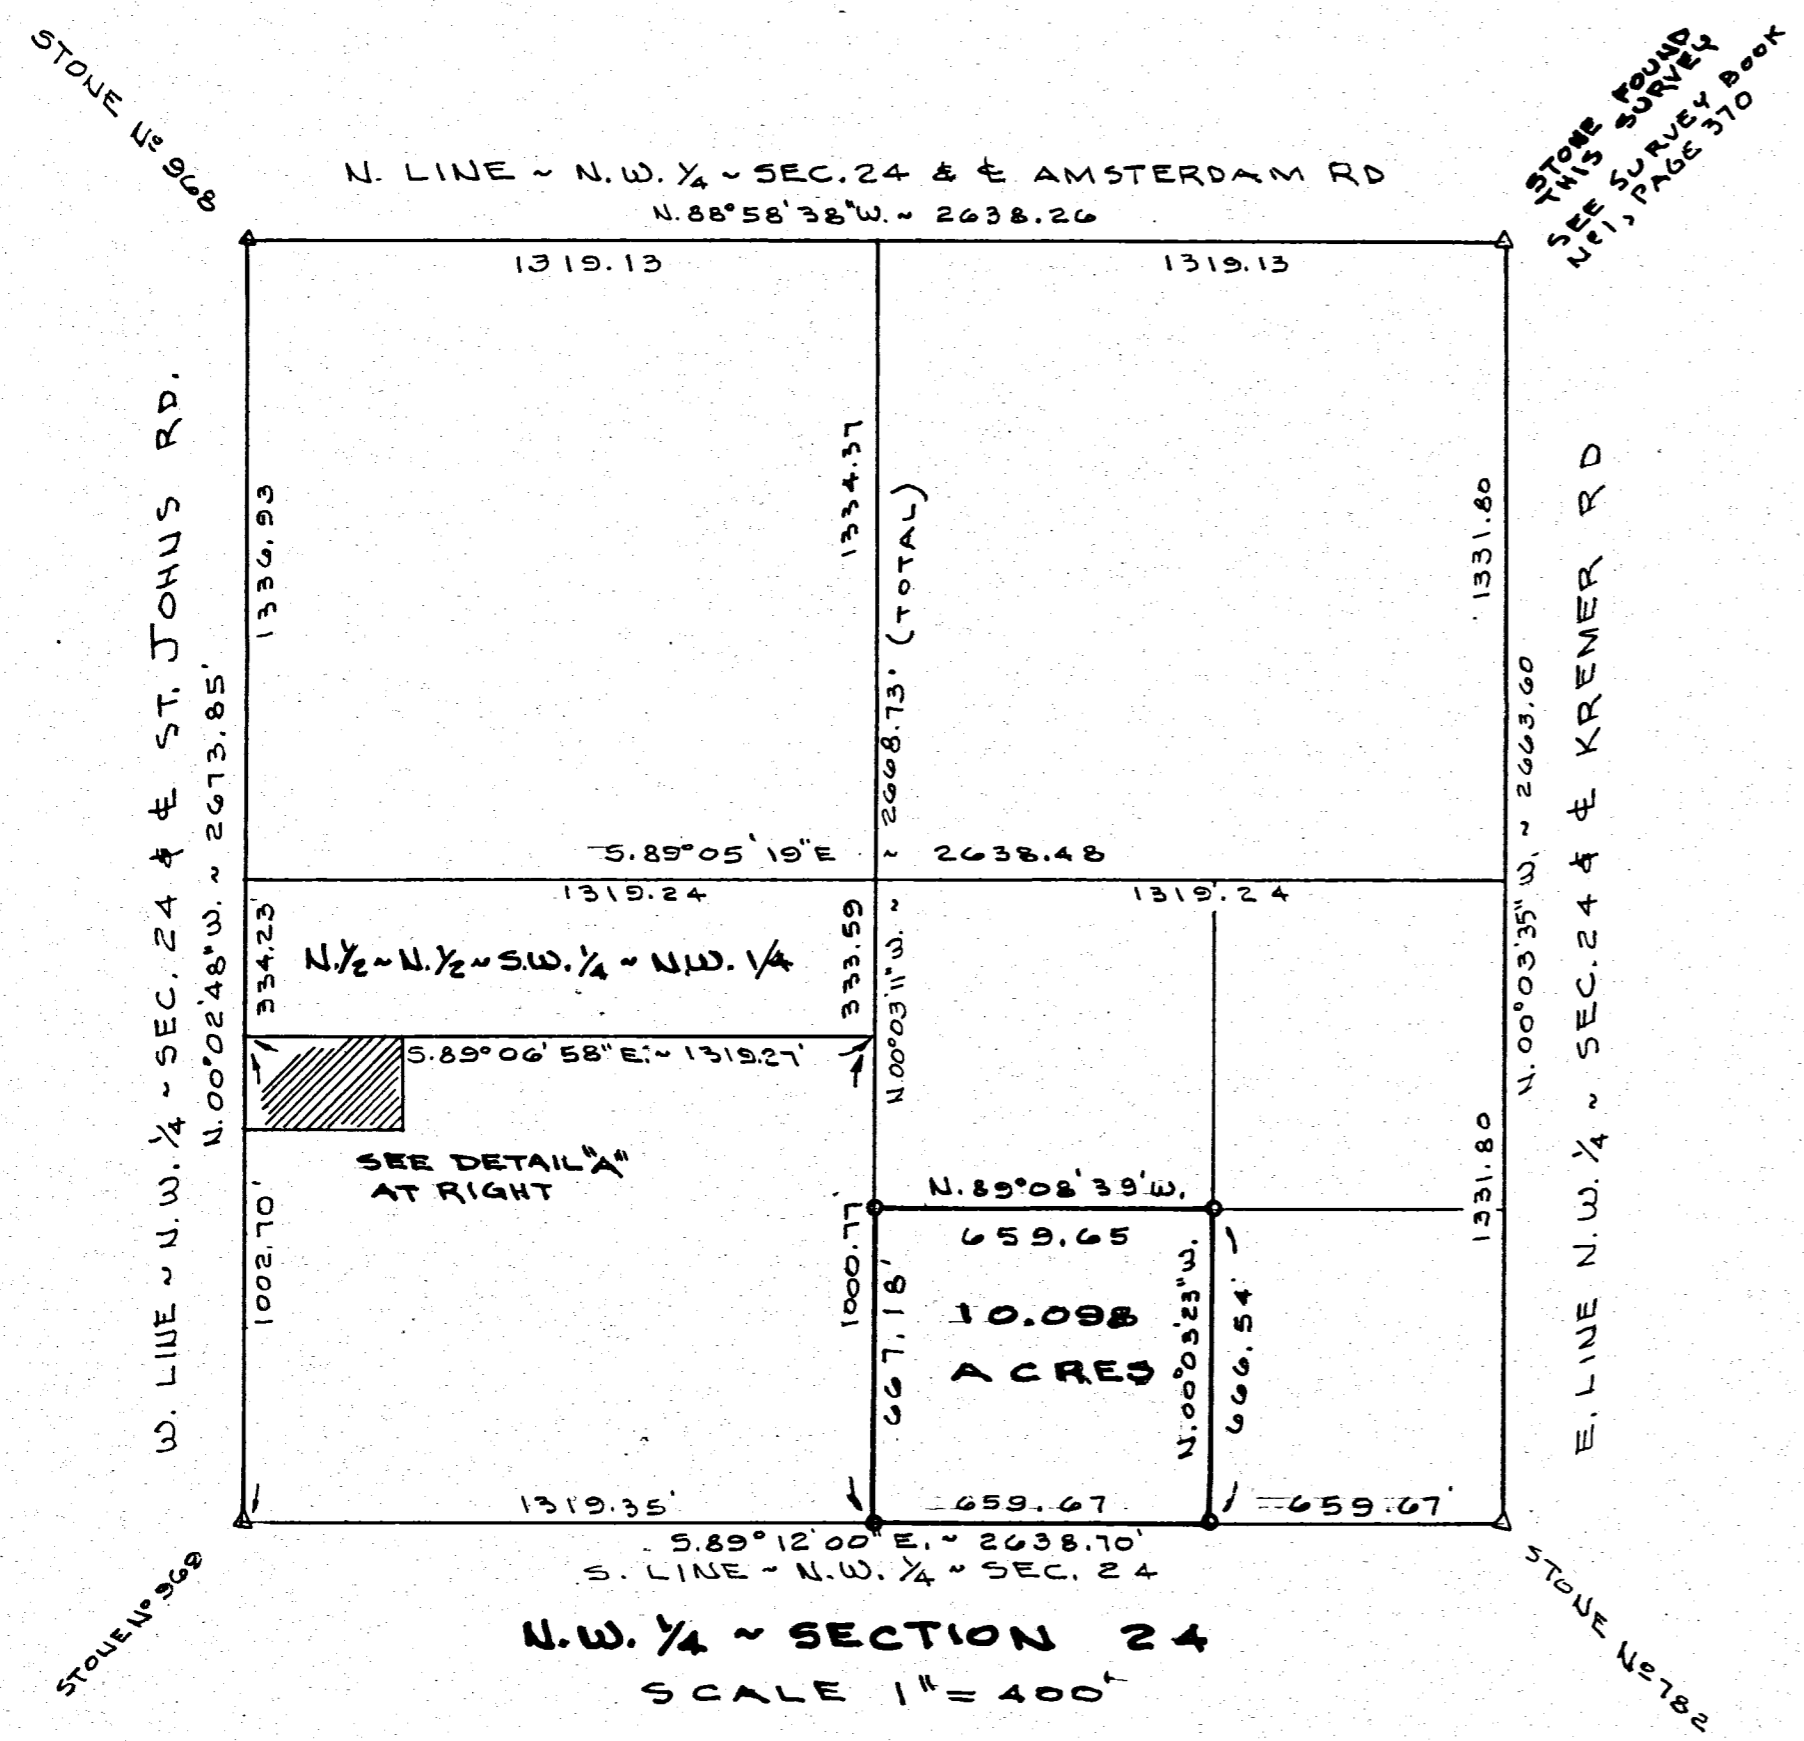 STONE Nº 968
STONE FOUND
THIS SURVEY
SEE SURVEY BOOK
Nº1, PAGE 370
N. LINE ~ N.W. ¼ ~ SEC. 24 & ℄ AMSTERDAM RD
N. 88° 58' 38" W. ~ 2638.26
1319.13
1319.13
W. LINE ~ N.W. ¼ ~ SEC. 24 & ℄ ST. JOHNS RD.
N. 00° 02' 48" W. ~ 2673.85'
1336.93
1334.37
N.00°03'11"W. ~ 2668.73' (TOTAL)
1331.80
N. 00° 03' 35" W. ~ 2663.60
E. LINE N.W. ¼ ~ SEC. 24 & ℄ KREMER RD
S. 89° 05' 19" E ~ 2638.48
1319.24
1319.24
334.23'
N.½ ~ N.½ ~ S.W. ¼ ~ N.W. 1/4
333.59
S. 89° 06' 58" E. ~ 1319.27'
SEE DETAIL "A"
AT RIGHT
1002.70'
1000.77
1331.80
N. 89° 08' 39' W.
659.65
667.18'
10.098
ACRES
N. 00° 03' 23" W.
666.54'
1319.35'
659.67
659.67'
S. 89° 12' 00" E. ~ 2638.70'
S. LINE ~ N.W. ¼ ~ SEC. 24
STONE Nº 969
STONE Nº 782
N.W. ¼ ~ SECTION 24
SCALE 1" = 400'